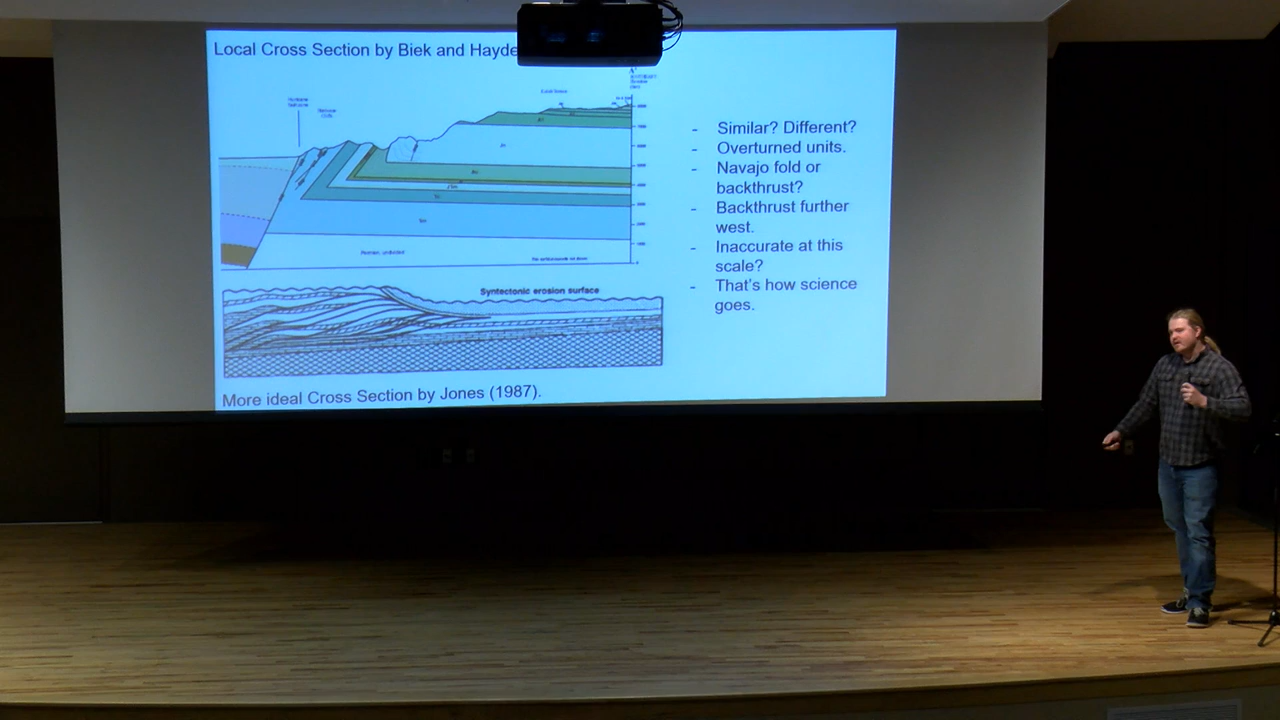 Local Cross Section by Biek and Hayde
- Similar? Different?
- Overturned units.
- Navajo fold or
backthrust?
- Backthrust further
west.
- Inaccurate at this
scale?
- That's how science
goes.
Syntectonic erosion surface
More ideal Cross Section by Jones (1987).